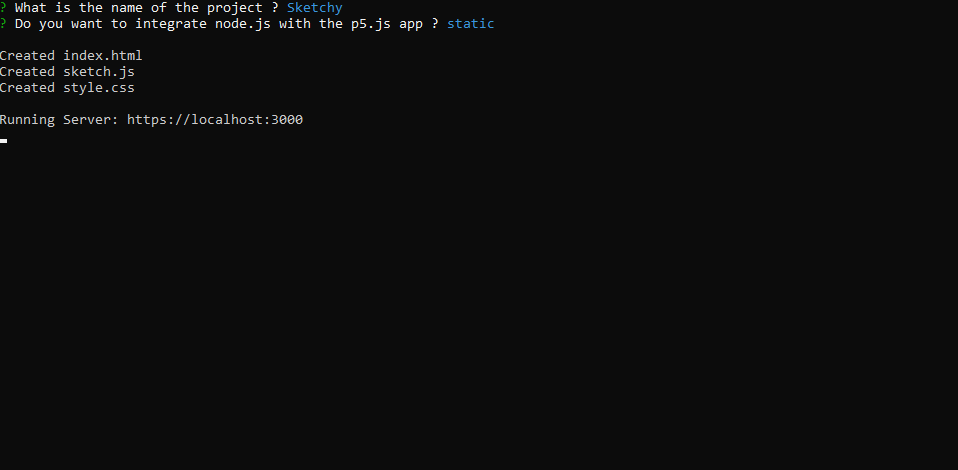 ? What is the name of the project ? Sketchy
? Do you want to integrate node.js with the p5.js app ? static
Created index.html
Created sketch.js
Created style.css
Running Server: https://localhost:3000